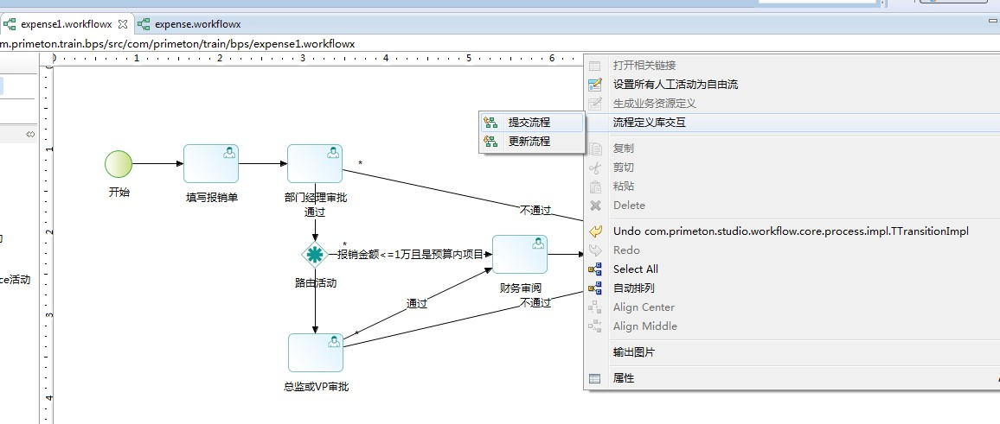 expense1.workflowx
expense.workflowx
m.primeton.train.bps/src/com/primeton/train/bps/expense1.workflowx
0 1 2 3 4 5 6
1
2
3
4
ce活动
开始
填写报销单
部门经理审批
*
通过
不通过
*
报销金额<=1万且是预算内项目
路由活动
财务审阅
通过
不通过
*
总监或VP审批
提交流程
更新流程
打开相关链接
设置所有人工活动为自由流
生成业务资源定义
流程定义库交互
复制
剪切
粘贴
Delete
Undo com.primeton.studio.workflow.core.process.impl.TTransitionImpl
Redo
Select All
自动排列
Align Center
Align Middle
输出图片
属性